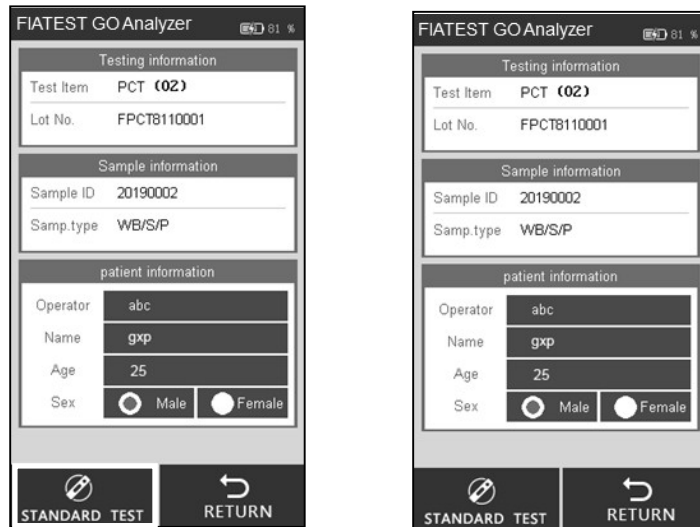 FIATEST GO Analyzer 81 %
Testing information
Test Item PCT (02)
Lot No. FPCT8110001
Sample information
Sample ID 20190002
Samp.type WB/S/P
patient information
Operator abc
Name gxp
Age 25
Sex Male Female
STANDARD TEST RETURN
FIATEST GO Analyzer 81 %
Testing information
Test Item PCT (02)
Lot No. FPCT8110001
Sample information
Sample ID 20190002
Samp.type WB/S/P
patient information
Operator abc
Name gxp
Age 25
Sex Male Female
STANDARD TEST RETURN